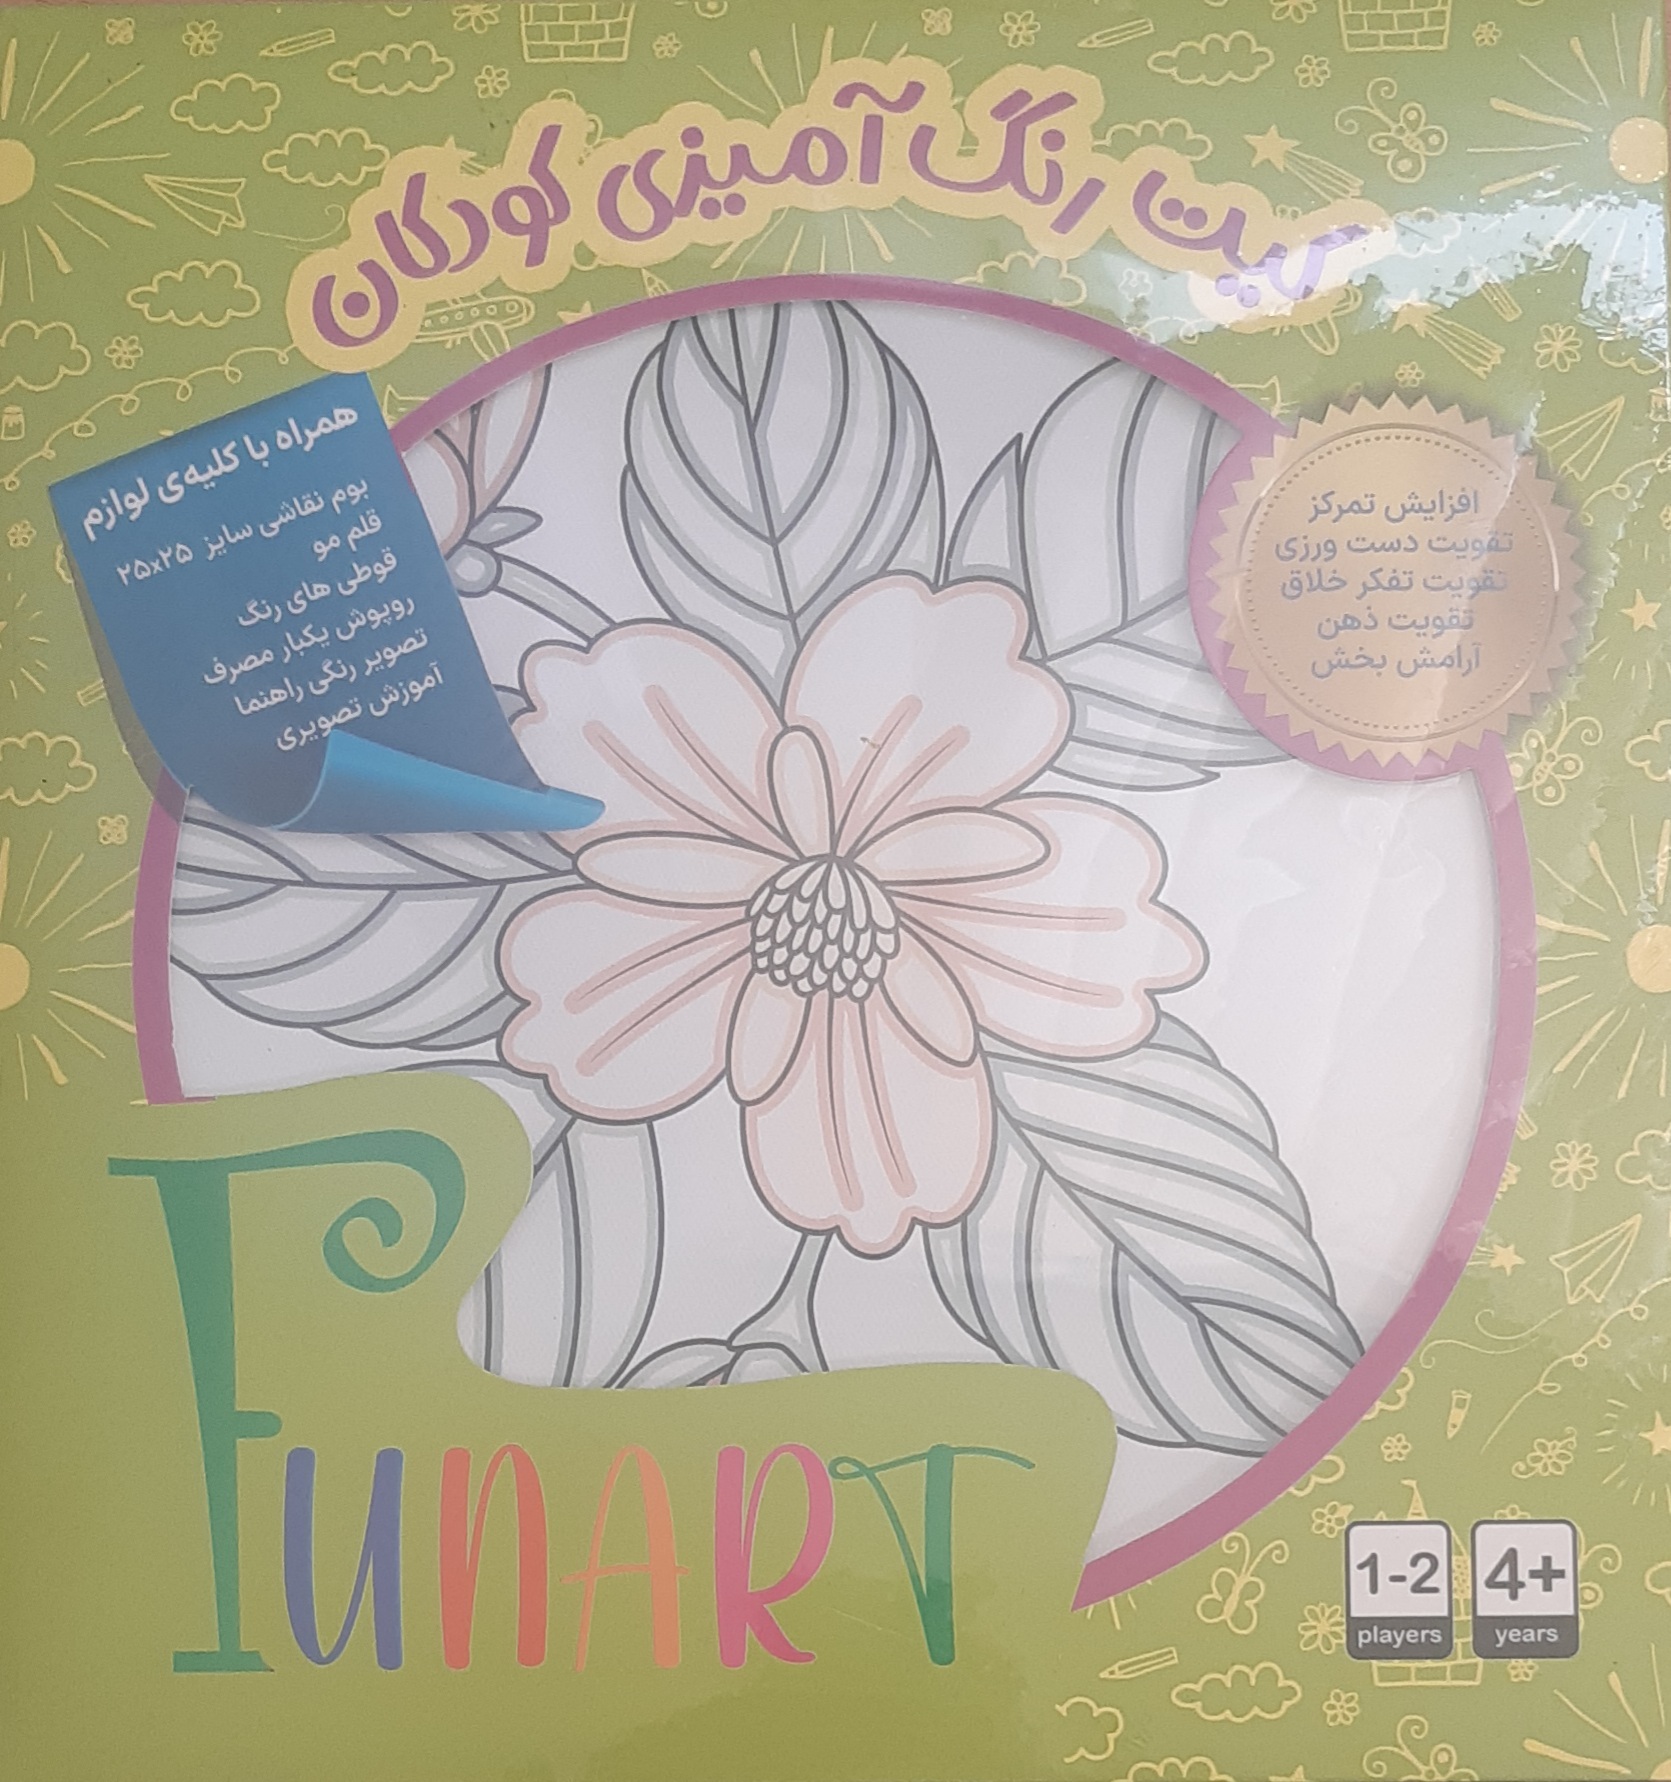 کیت رنگ آمیزی کودکان
همراه با کلیه‌ی لوازم
بوم نقاشی سایز ۲۵x۲۵
قلم مو
قوطی های رنگ
روپوش یکبار مصرف
تصویر رنگی راهنما
آموزش تصویری
افزایش تمرکز
تقویت دست ورزی
تقویت تفکر خلاق
تقویت ذهن
آرامش بخش
FUNART
1-2
players
4+
years